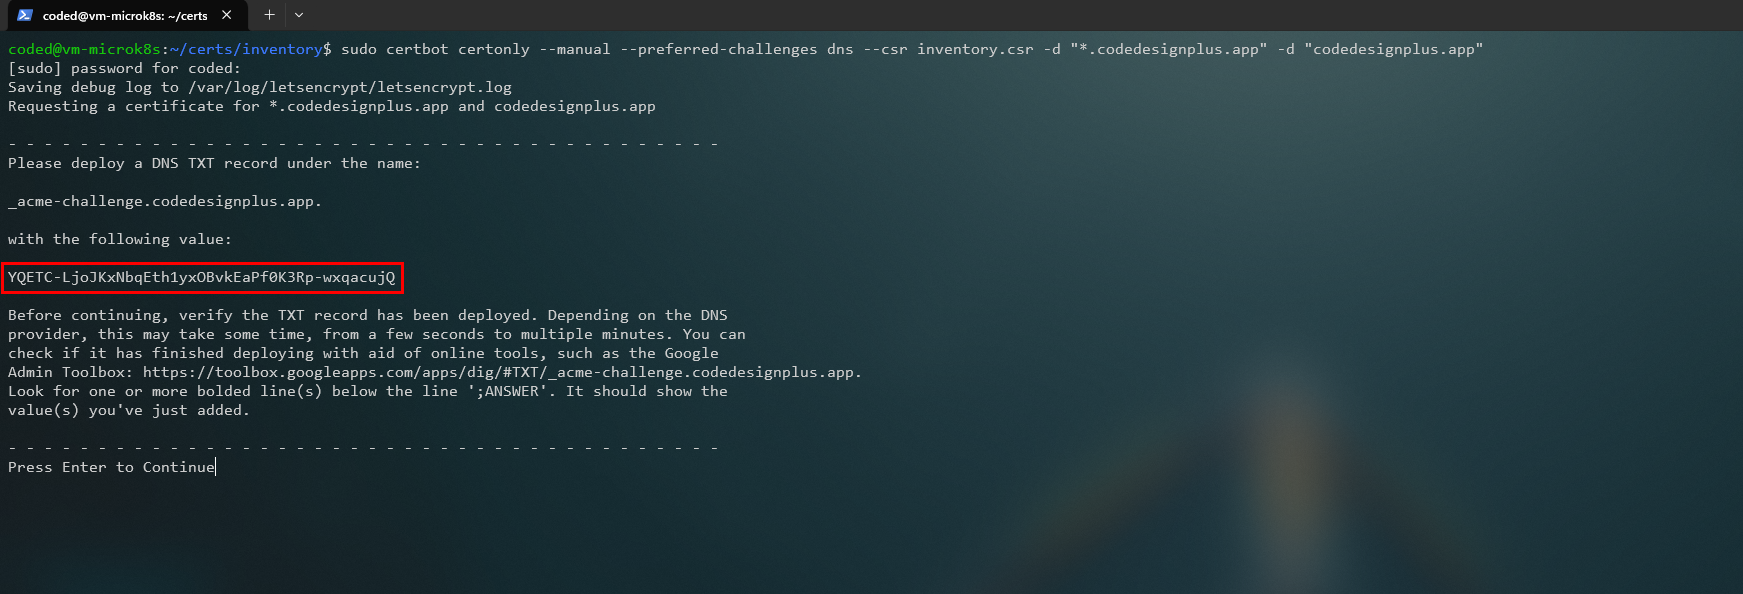 coded@vm-microk8s: ~/certs
coded@vm-microk8s:~/certs/inventory$ sudo certbot certonly --manual --preferred-challenges dns --csr inventory.csr -d "*.codedesignplus.app" -d "codedesignplus.app"
[sudo] password for coded:
Saving debug log to /var/log/letsencrypt/letsencrypt.log
Requesting a certificate for *.codedesignplus.app and codedesignplus.app
- - - - - - - - - - - - - - - - - - - - - - - - - - - - - - - - - - - - - - - -
Please deploy a DNS TXT record under the name:
_acme-challenge.codedesignplus.app.
with the following value:
YQETC-LjoJKxNbqEth1yxOBvkEaPf0K3Rp-wxqacujQ
Before continuing, verify the TXT record has been deployed. Depending on the DNS
provider, this may take some time, from a few seconds to multiple minutes. You can
check if it has finished deploying with aid of online tools, such as the Google
Admin Toolbox: https://toolbox.googleapps.com/apps/dig/#TXT/_acme-challenge.codedesignplus.app.
Look for one or more bolded line(s) below the line ';ANSWER'. It should show the
value(s) you've just added.
- - - - - - - - - - - - - - - - - - - - - - - - - - - - - - - - - - - - - - - -
Press Enter to Continue